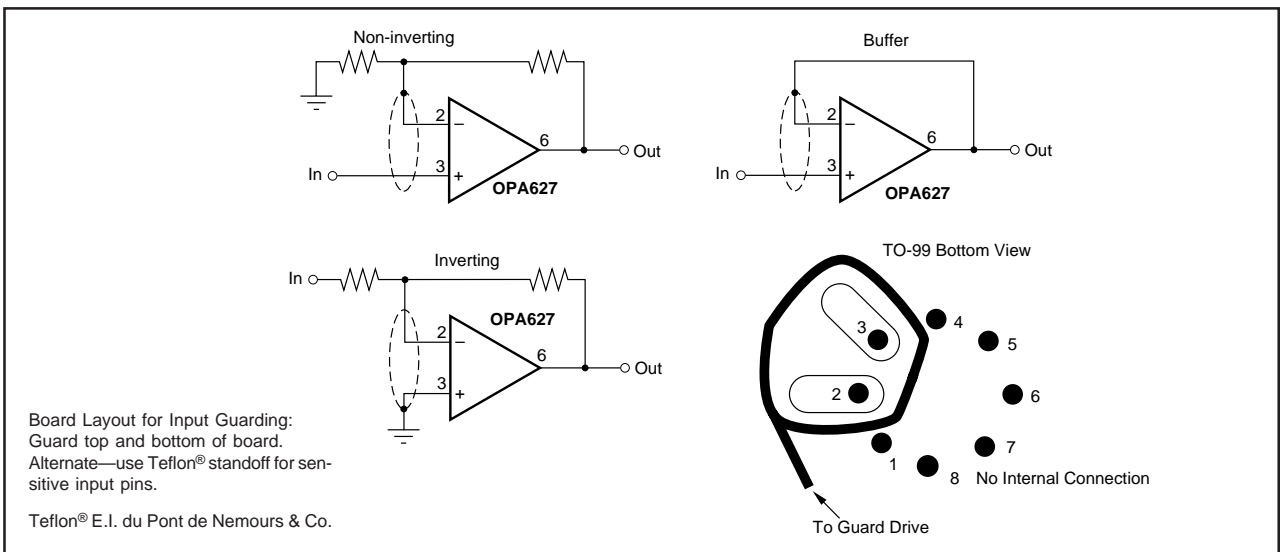 Non-inverting
2
–
6
Out
3
In
+
OPA627
Buffer
2
–
6
Out
3
In
+
OPA627
In
Inverting
OPA627
2
–
6
Out
3
+
TO-99 Bottom View
3
4
5
2
6
7
1
8
No Internal Connection
To Guard Drive
Board Layout for Input Guarding:
Guard top and bottom of board.
Alternate—use Teflon® standoff for sen-
sitive input pins.
Teflon® E.I. du Pont de Nemours & Co.